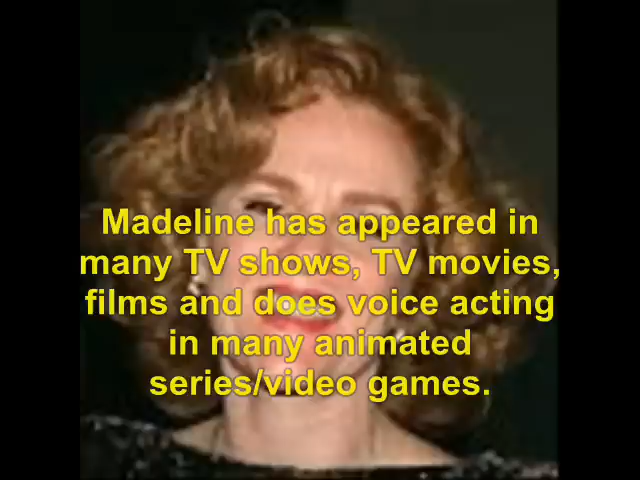 Madeline has appeared in
many TV shows, TV movies,
films and does voice acting
in many animated
series/video games.